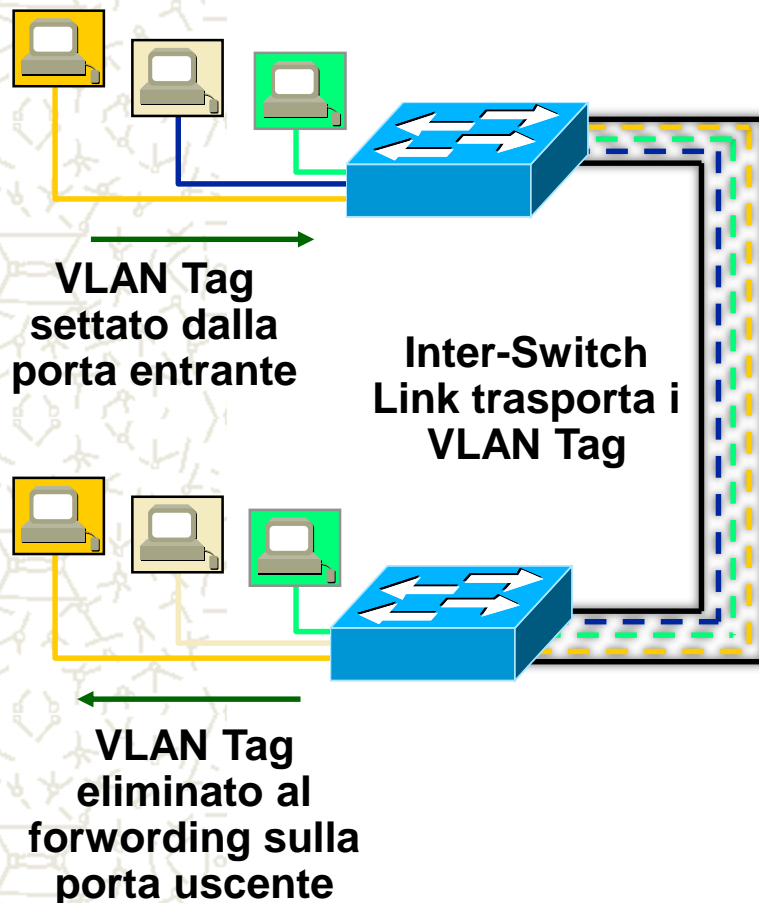 VLAN Tag
settato dalla
porta entrante
Inter-Switch
Link trasporta i
VLAN Tag
VLAN Tag
eliminato al
forwording sulla
porta uscente